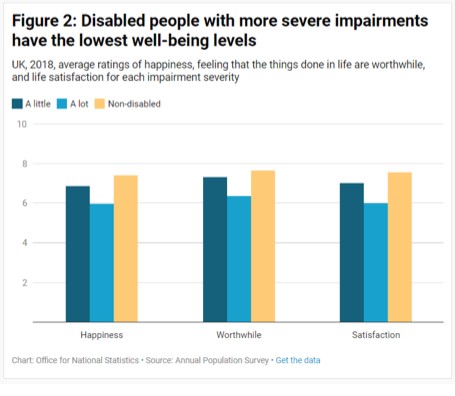 Figure 2: Disabled people with more severe impairments
have the lowest well-being levels
UK, 2018, average ratings of happiness, feeling that the things done in life are worthwhile,
and life satisfaction for each impairment severity
A little A lot Non-disabled
10
8
6
4
2
Happiness Worthwhile Satisfaction
Chart: Office for National Statistics • Source: Annual Population Survey • Get the data